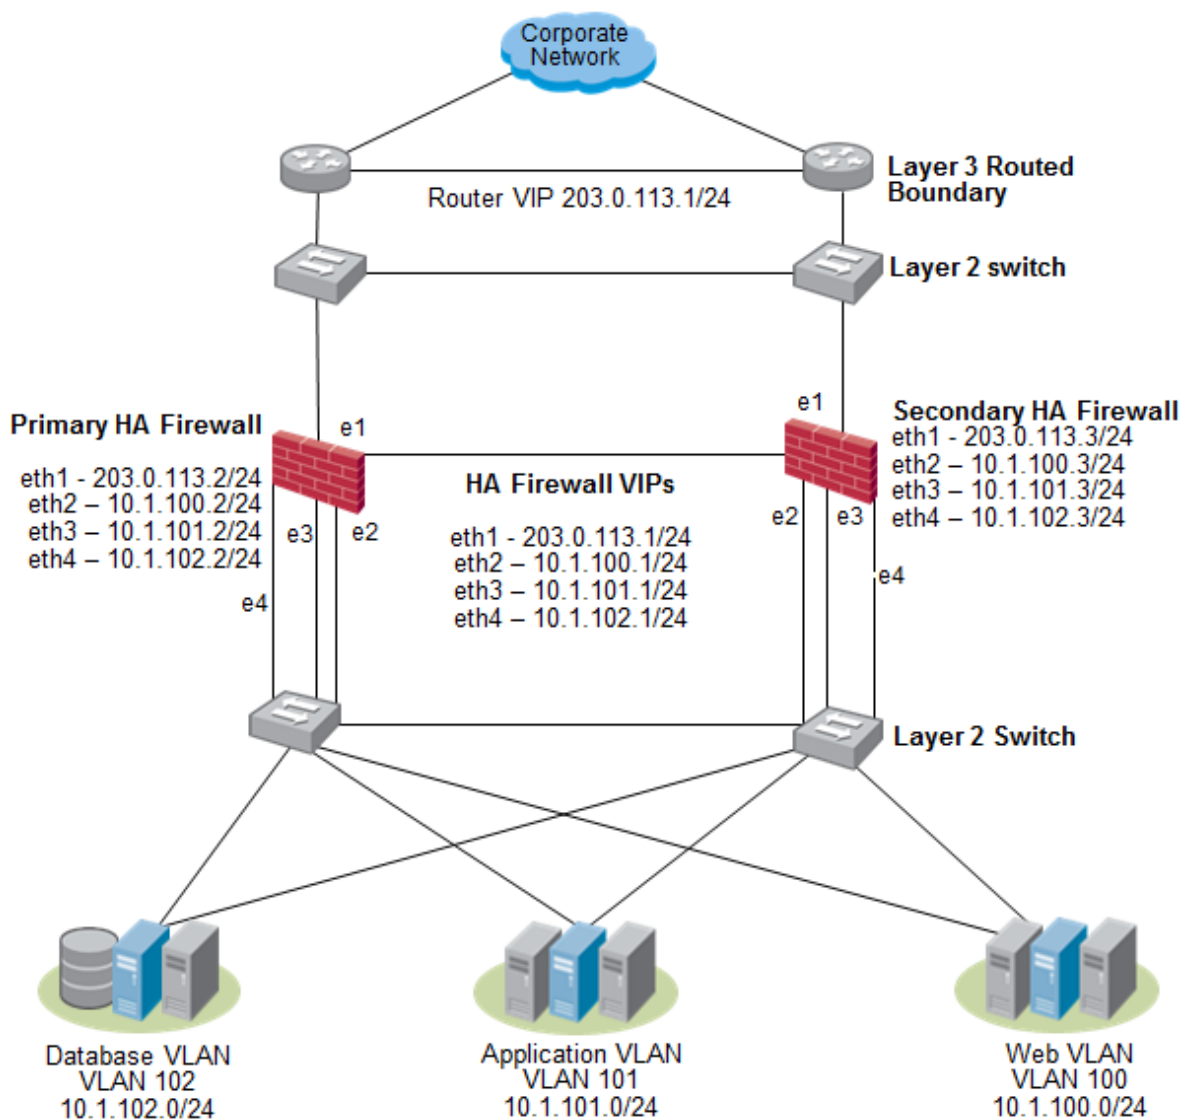 Corporate
Network
Layer 3 Routed
Boundary
Router VIP 203.0.113.1/24
Layer 2 switch
Primary HA Firewall
eth1 - 203.0.113.2/24
eth2 – 10.1.100.2/24
eth3 – 10.1.101.2/24
eth4 – 10.1.102.2/24
e1
e3
e2
e4
HA Firewall VIPs
eth1 - 203.0.113.1/24
eth2 – 10.1.100.1/24
eth3 – 10.1.101.1/24
eth4 – 10.1.102.1/24
e1
Secondary HA Firewall
eth1 - 203.0.113.3/24
eth2 – 10.1.100.3/24
eth3 – 10.1.101.3/24
eth4 – 10.1.102.3/24
e2
e3
e4
Layer 2 Switch
Database VLAN
VLAN 102
10.1.102.0/24
Application VLAN
VLAN 101
10.1.101.0/24
Web VLAN
VLAN 100
10.1.100.0/24